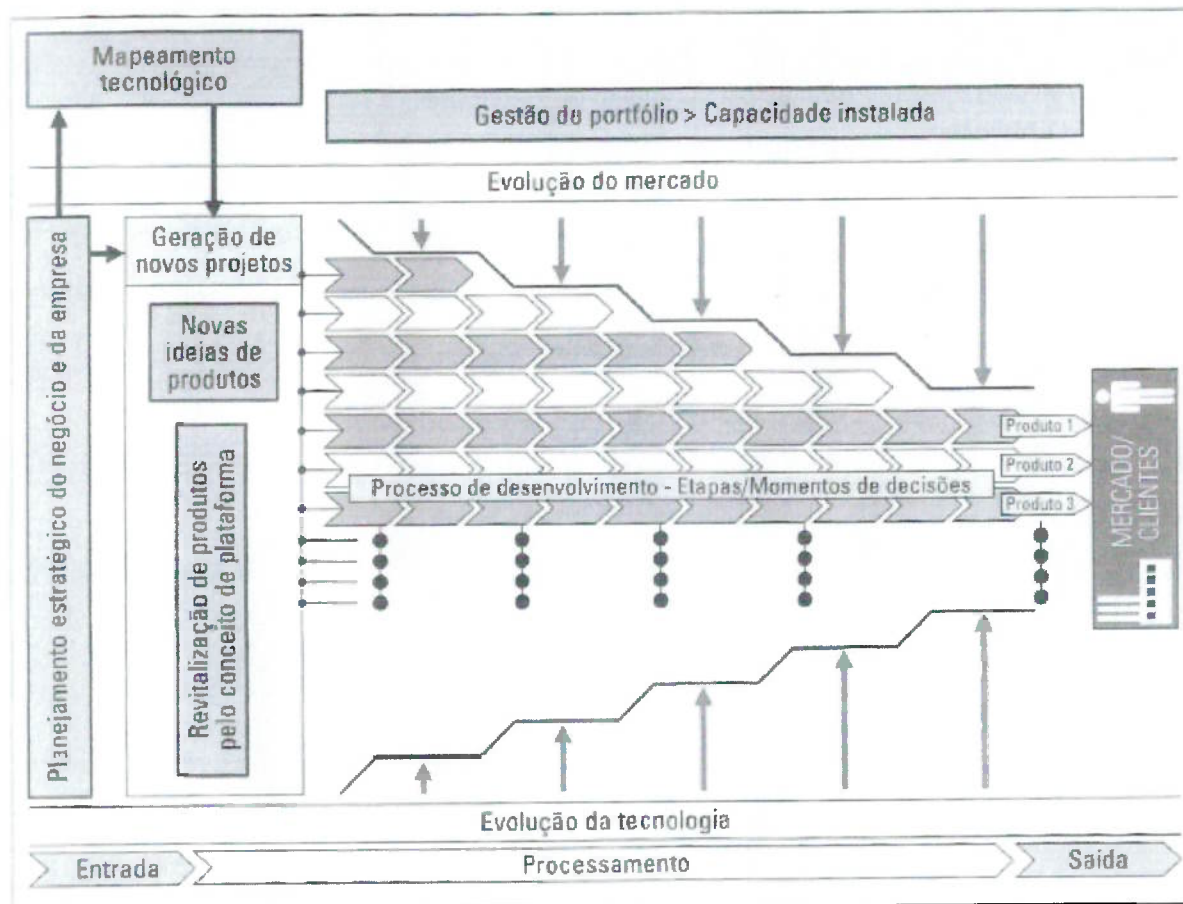 Mapeamento
tecnológico
Gestão de portfólio > Capacidade instalada
Evolução do mercado
Planejamento estratégico do negócio e da empresa
Geração de
novos projetos
Novas
ideias de
produtos
Revitalização de produtos
pelo conceito de plataforma
Produto 1
Produto 2
Processo de desenvolvimento - Etapas/Momentos de decisões
Produto 3
MERCADO/
CLIENTES
Evolução da tecnologia
Entrada
Processamento
Saída